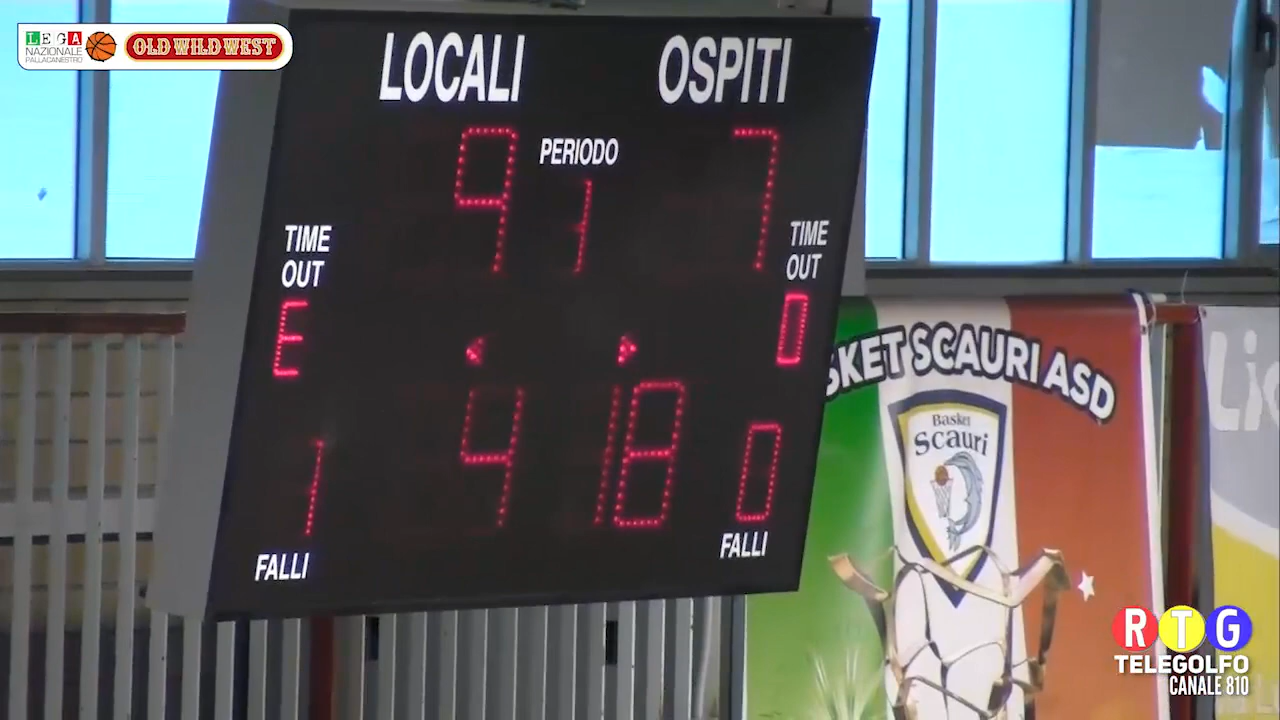 LEGA
NAZIONALE
PALLACANESTRO
OLD WILD WEST
LOCALI OSPITI
9 PERIODO 7
1
TIME
OUT
TIME
OUT
E 0
1 4 18 0
FALLI FALLI
SKET SCAURI ASD
Basket
Scauri
Lic
RTG
TELEGOLFO
CANALE 810